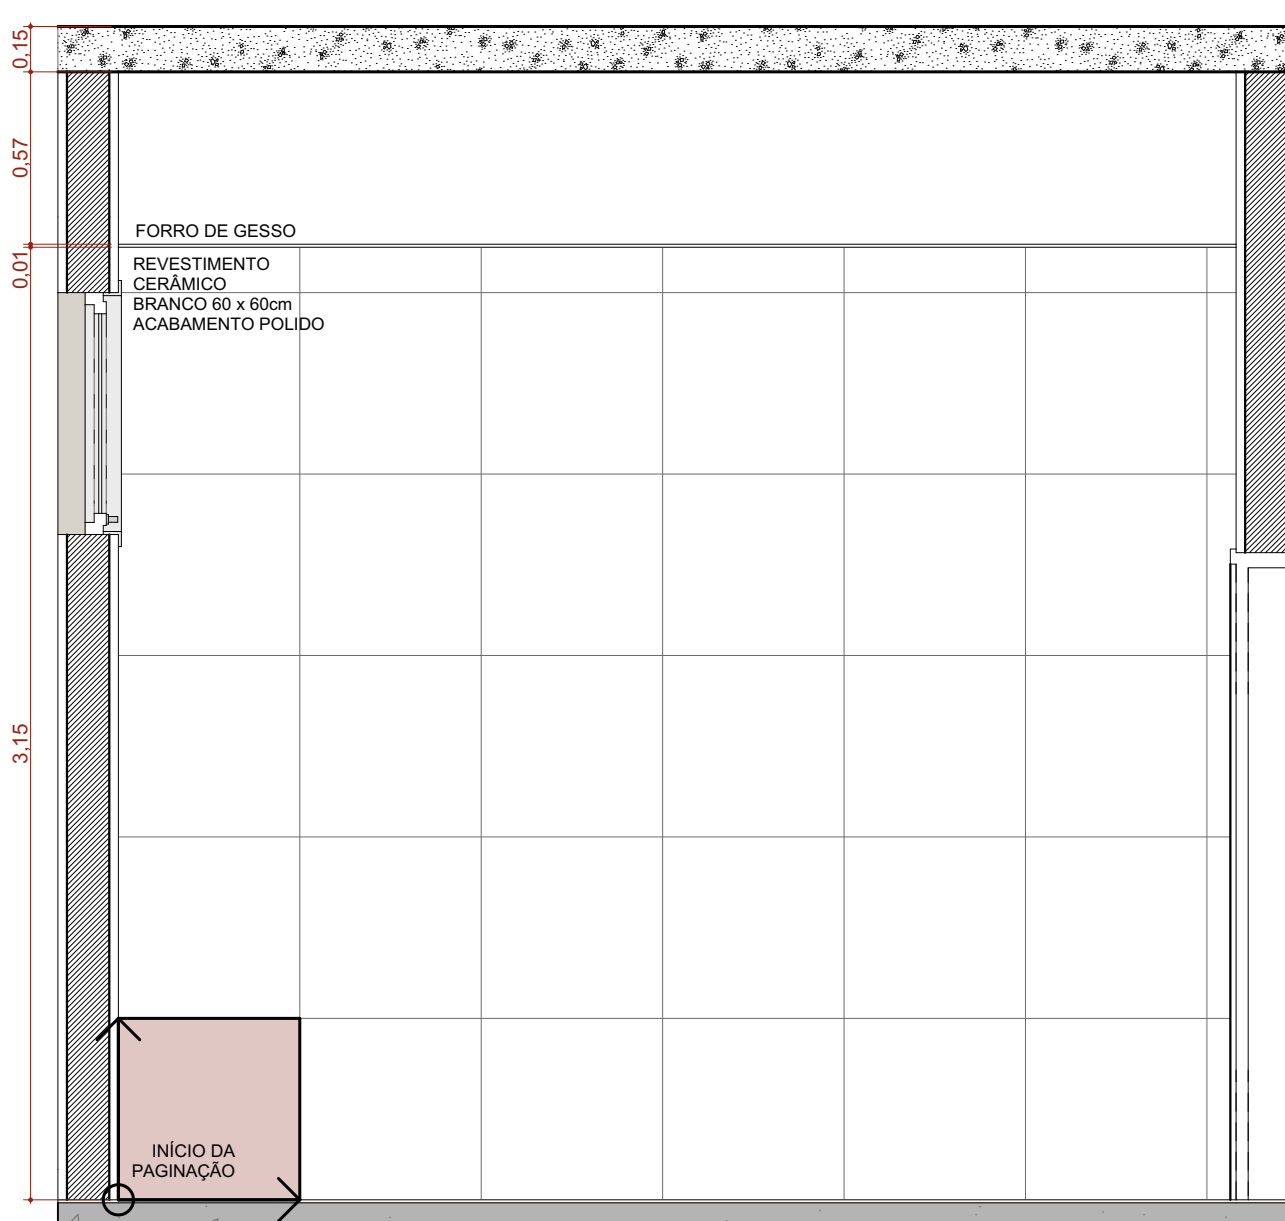 0,15
0,57
FORRO DE GESSO
0,01
REVESTIMENTO
CERÂMICO
BRANCO 60 x 60cm
ACABAMENTO POLIDO
3,15
INÍCIO DA
PAGINAÇÃO